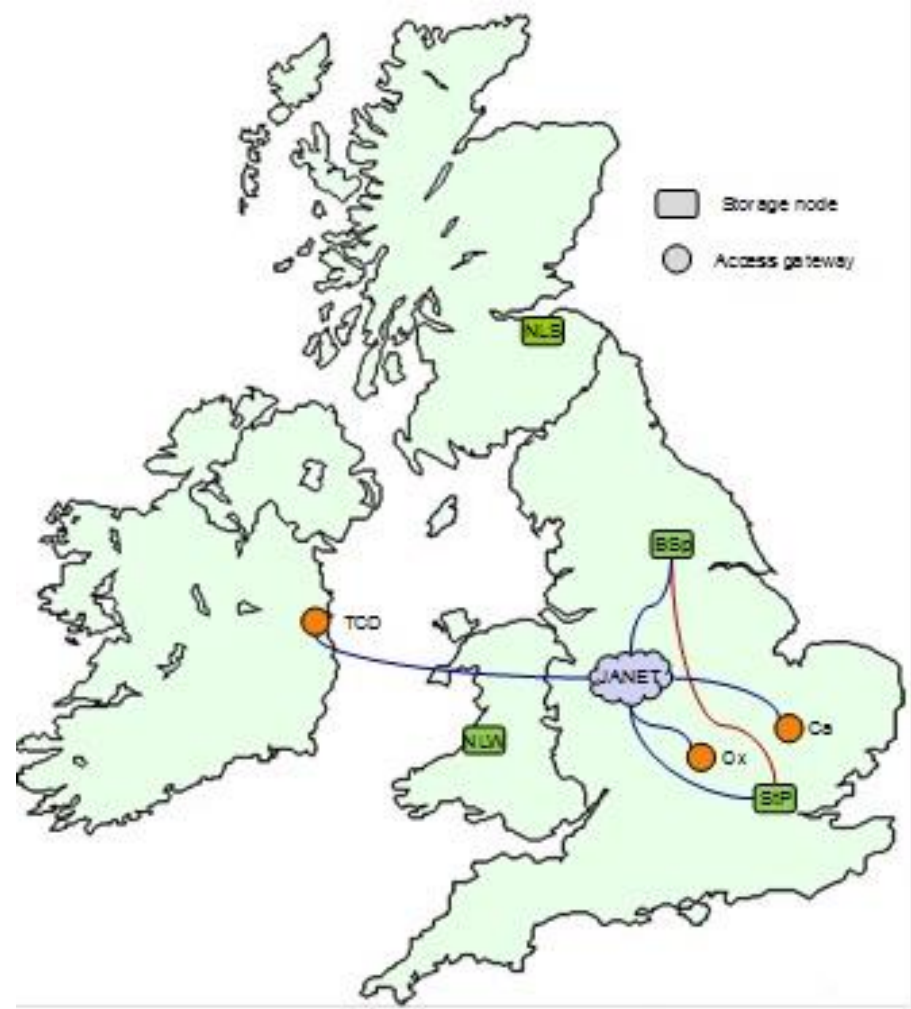 Storage node
Access gateway
NLS
BSp
TCD
JANET
Ca
NLW
Ox
StP